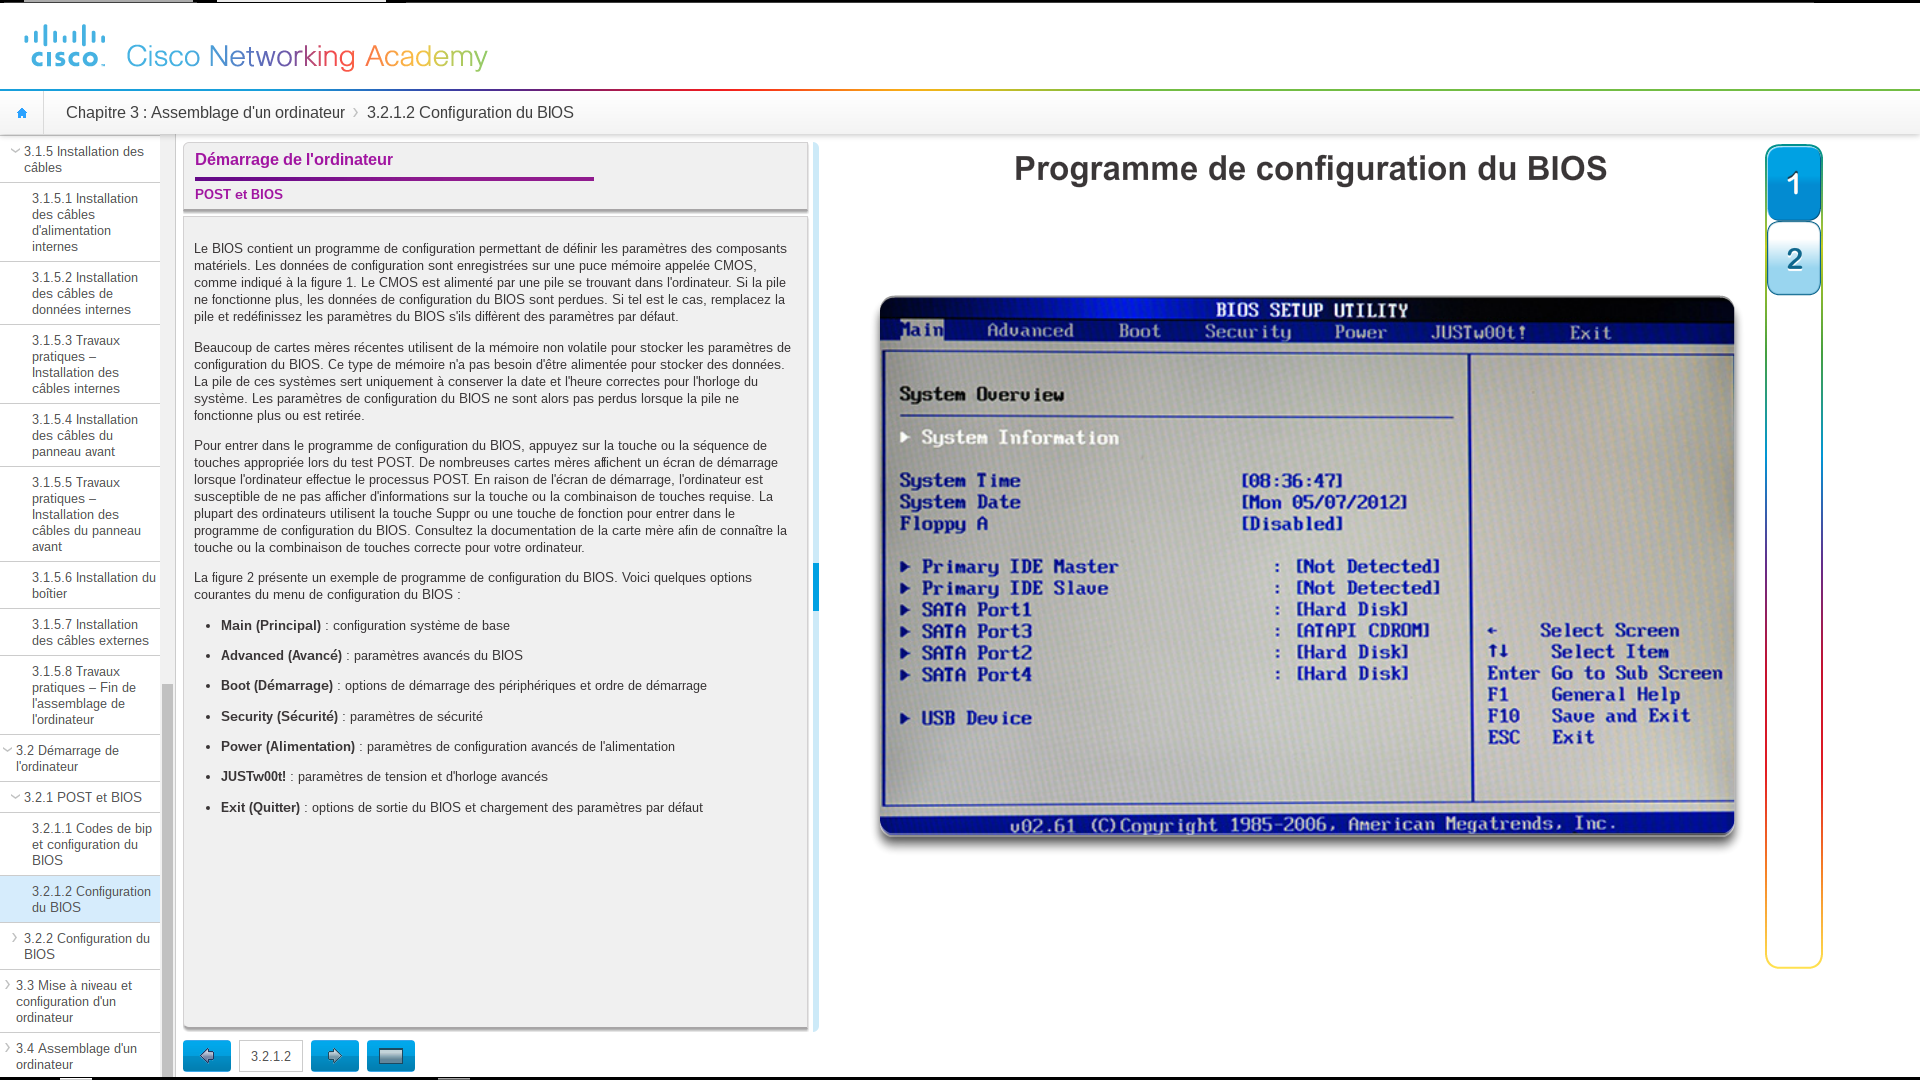 cisco
Cisco Networking Academy
Chapitre 3 : Assemblage d'un ordinateur
3.2.1.2 Configuration du BIOS
3.1.5 Installation des
câbles
3.1.5.1 Installation
des câbles
d'alimentation
internes
3.1.5.2 Installation
des câbles de
données internes
3.1.5.3 Travaux
pratiques –
Installation des
câbles internes
3.1.5.4 Installation
des câbles du
panneau avant
3.1.5.5 Travaux
pratiques –
Installation des
câbles du panneau
avant
3.1.5.6 Installation du
boîtier
3.1.5.7 Installation
des câbles externes
3.1.5.8 Travaux
pratiques – Fin de
l'assemblage de
l'ordinateur
3.2 Démarrage de
l'ordinateur
3.2.1 POST et BIOS
3.2.1.1 Codes de bip
et configuration du
BIOS
3.2.1.2 Configuration
du BIOS
3.2.2 Configuration du
BIOS
3.3 Mise à niveau et
configuration d'un
ordinateur
3.4 Assemblage d'un
ordinateur
Démarrage de l'ordinateur
POST et BIOS
Le BIOS contient un programme de configuration permettant de définir les paramètres des composants
matériels. Les données de configuration sont enregistrées sur une puce mémoire appelée CMOS,
comme indiqué à la figure 1. Le CMOS est alimenté par une pile se trouvant dans l'ordinateur. Si la pile
ne fonctionne plus, les données de configuration du BIOS sont perdues. Si tel est le cas, remplacez la
pile et redéfinissez les paramètres du BIOS s'ils diffèrent des paramètres par défaut.
Beaucoup de cartes mères récentes utilisent de la mémoire non volatile pour stocker les paramètres de
configuration du BIOS. Ce type de mémoire n'a pas besoin d'être alimentée pour stocker des données.
La pile de ces systèmes sert uniquement à conserver la date et l'heure correctes pour l'horloge du
système. Les paramètres de configuration du BIOS ne sont alors pas perdus lorsque la pile ne
fonctionne plus ou est retirée.
Pour entrer dans le programme de configuration du BIOS, appuyez sur la touche ou la séquence de
touches appropriée lors du test POST. De nombreuses cartes mères affichent un écran de démarrage
lorsque l'ordinateur effectue le processus POST. En raison de l'écran de démarrage, l'ordinateur est
susceptible de ne pas afficher d'informations sur la touche ou la combinaison de touches requise. La
plupart des ordinateurs utilisent la touche Suppr ou une touche de fonction pour entrer dans le
programme de configuration du BIOS. Consultez la documentation de la carte mère afin de connaître la
touche ou la combinaison de touches correcte pour votre ordinateur.
La figure 2 présente un exemple de programme de configuration du BIOS. Voici quelques options
courantes du menu de configuration du BIOS :
• Main (Principal) : configuration système de base
• Advanced (Avancé) : paramètres avancés du BIOS
• Boot (Démarrage) : options de démarrage des périphériques et ordre de démarrage
• Security (Sécurité) : paramètres de sécurité
• Power (Alimentation) : paramètres de configuration avancés de l'alimentation
• JUSTw00t! : paramètres de tension et d'horloge avancés
• Exit (Quitter) : options de sortie du BIOS et chargement des paramètres par défaut
3.2.1.2
Programme de configuration du BIOS
BIOS SETUP UTILITY
Main Advanced Boot Security Power JUSTw00t! Exit
System Overview
System Information
System Time [08:36:47]
System Date [Mon 05/07/2012]
Floppy A [Disabled]
Primary IDE Master : [Not Detected]
Primary IDE Slave : [Not Detected]
SATA Port1 : [Hard Disk]
SATA Port3 : [ATAPI CDROM]
SATA Port2 : [Hard Disk]
SATA Port4 : [Hard Disk]
USB Device
← Select Screen
↑↓ Select Item
Enter Go to Sub Screen
F1 General Help
F10 Save and Exit
ESC Exit
v02.61 (C)Copyright 1985-2006, American Megatrends, Inc.
1
2